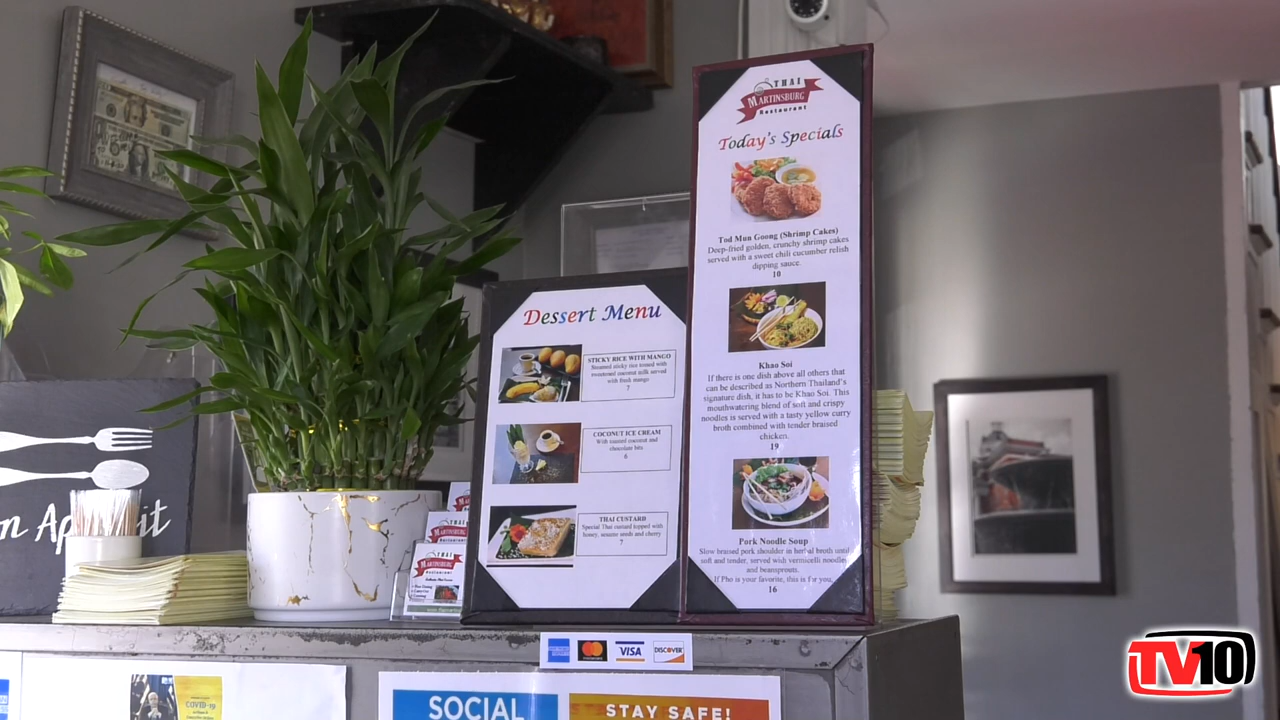 THAI
MARTINSBURG
Restaurant
Today's Specials
Tod Mun Goong (Shrimp Cakes)
Deep-fried golden, crunchy shrimp cakes
served with a sweet chili cucumber relish
dipping sauce.
10
Khao Soi
If there is one dish above all others that
can be described as Northern Thailand's
signature dish, it has to be Khao Soi. This
mouthwatering blend of soft and crispy
noodles is served with a tasty yellow curry
broth combined with tender braised
chicken.
19
Pork Noodle Soup
Slow braised pork shoulder in herbal broth until
soft and tender, served with vermicelli noodles
and beansprouts.
If Pho is your favorite, this is for you.
16
Dessert Menu
STICKY RICE WITH MANGO
Steamed sticky rice mixed with
sweetened coconut milk served
with fresh mango
7
COCONUT ICE CREAM
With toasted coconut and
chocolate bits
6
THAI CUSTARD
Special Thai custard topped with
honey, sesame seeds and cherry
7
n Ap it
THAI
MARTINSBURG
Restaurant
VISA
DISCOVER
COVID-19
SOCIAL
STAY SAFE!
TV10